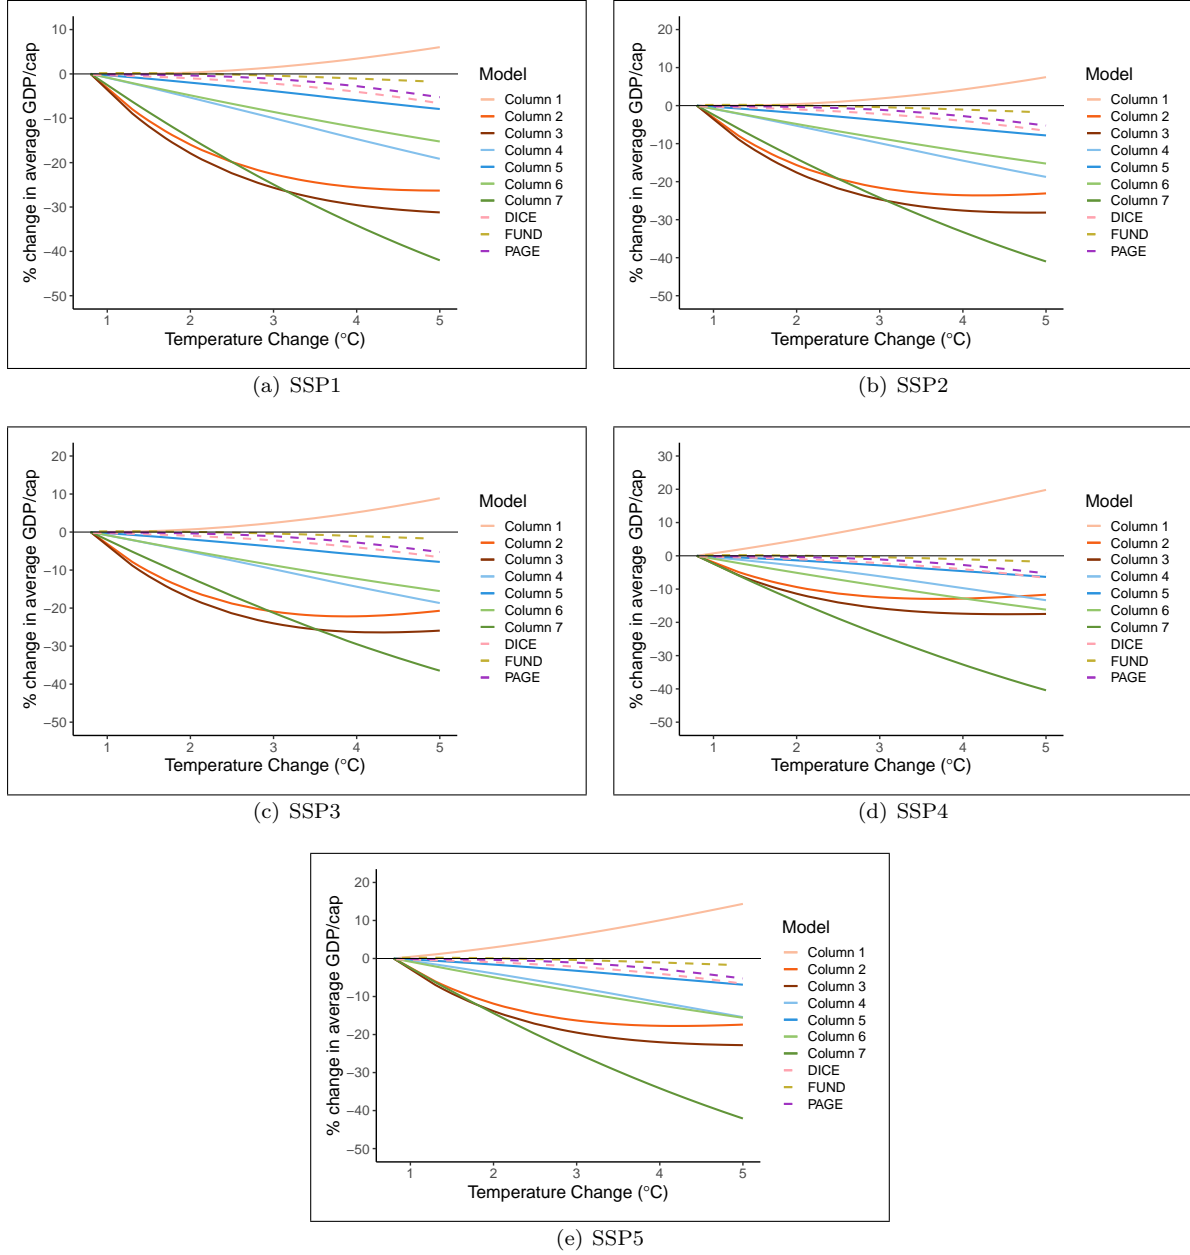 % change in average GDP/cap
10
0
−10
−20
−30
−40
−50
1 2 3 4 5
Temperature Change (°C)
Model
Column 1
Column 2
Column 3
Column 4
Column 5
Column 6
Column 7
DICE
FUND
PAGE
(a) SSP1
% change in average GDP/cap
20
10
0
−10
−20
−30
−40
−50
1 2 3 4 5
Temperature Change (°C)
Model
Column 1
Column 2
Column 3
Column 4
Column 5
Column 6
Column 7
DICE
FUND
PAGE
(b) SSP2
% change in average GDP/cap
20
10
0
−10
−20
−30
−40
−50
1 2 3 4 5
Temperature Change (°C)
Model
Column 1
Column 2
Column 3
Column 4
Column 5
Column 6
Column 7
DICE
FUND
PAGE
(c) SSP3
% change in average GDP/cap
30
20
10
0
−10
−20
−30
−40
−50
1 2 3 4 5
Temperature Change (°C)
Model
Column 1
Column 2
Column 3
Column 4
Column 5
Column 6
Column 7
DICE
FUND
PAGE
(d) SSP4
% change in average GDP/cap
20
10
0
−10
−20
−30
−40
−50
1 2 3 4 5
Temperature Change (°C)
Model
Column 1
Column 2
Column 3
Column 4
Column 5
Column 6
Column 7
DICE
FUND
PAGE
(e) SSP5